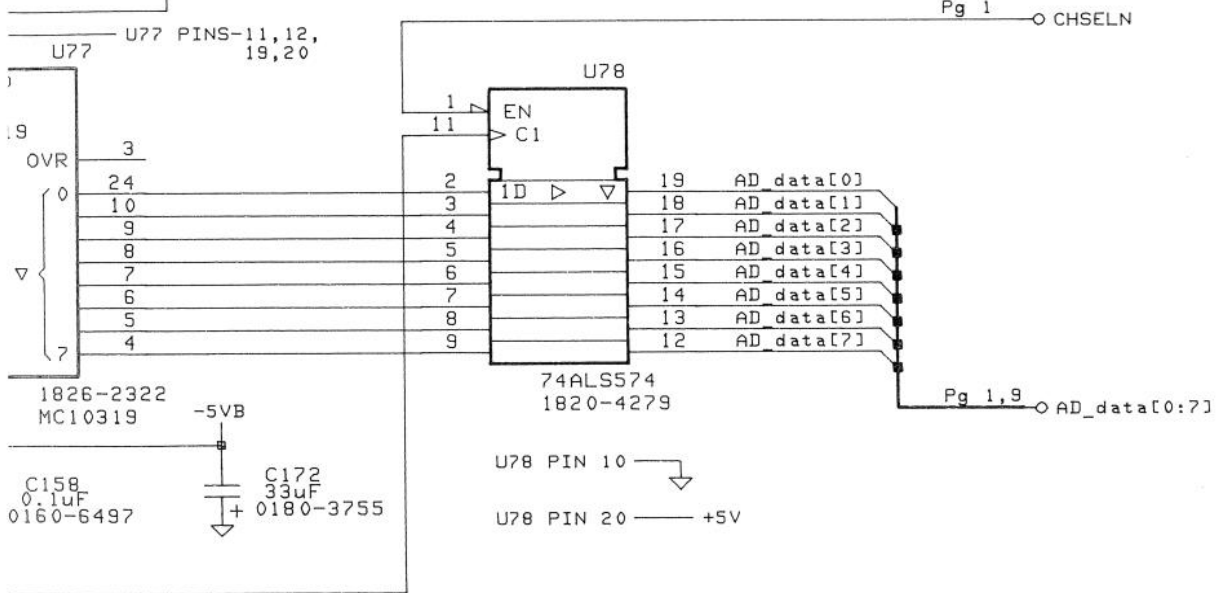 Pg 1
CHSELN
U77 PINS-11,12,
19,20
U77
U78
1 EN
11 C1
19
OVR 3
0 24
10
9
8
7
6
5
7 4
2 1D
3
4
5
6
7
8
9
19 AD_data[0]
18 AD_data[1]
17 AD_data[2]
16 AD_data[3]
15 AD_data[4]
14 AD_data[5]
13 AD_data[6]
12 AD_data[7]
74ALS574
1820-4279
1826-2322
MC10319
-5VB
Pg 1,9
AD_data[0:7]
C158
0.1uF
0160-6497
C172
33uF
+ 0180-3755
U78 PIN 10
U78 PIN 20 +5V